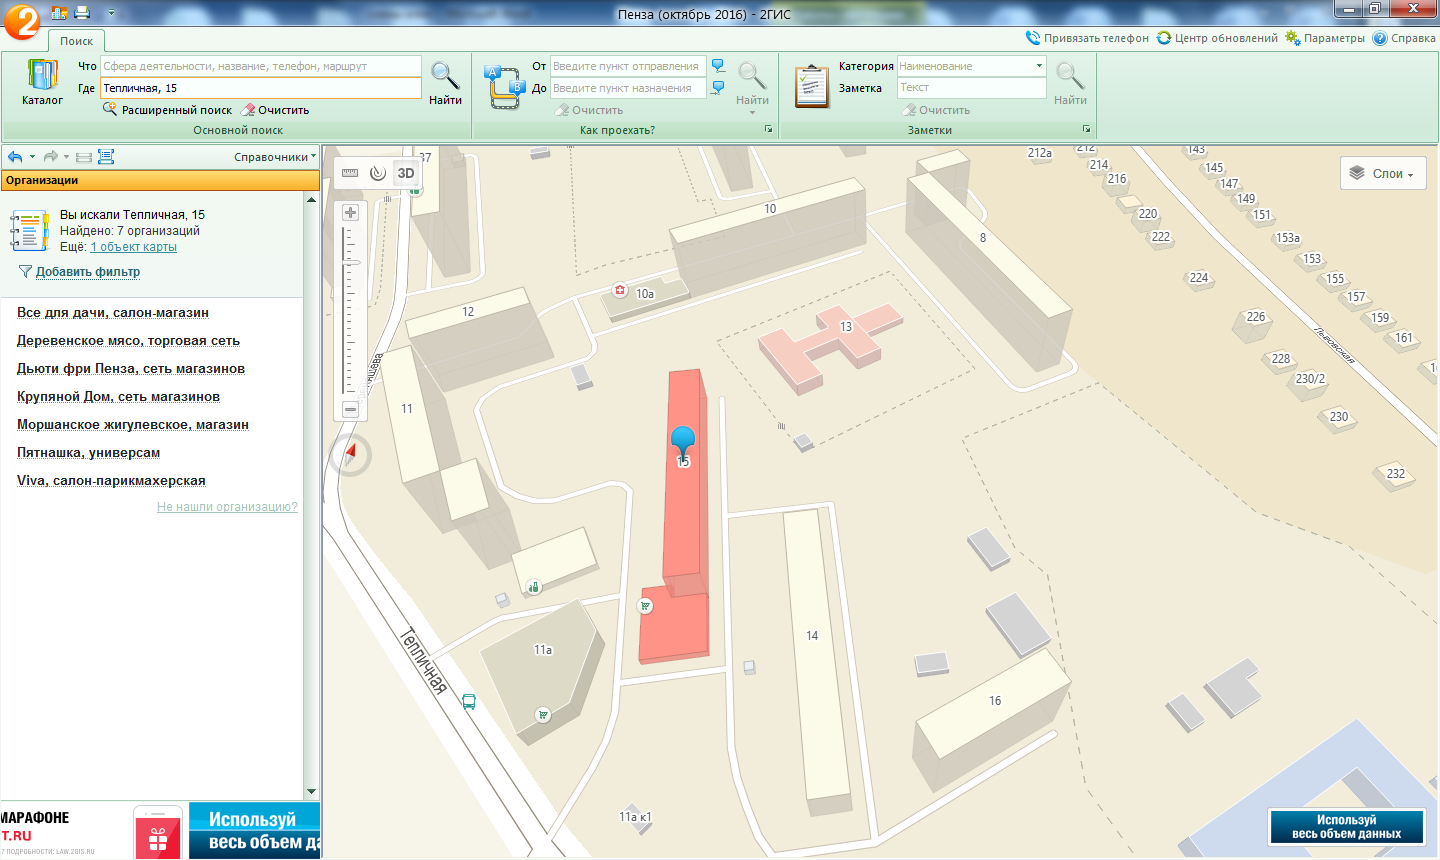 Пенза (октябрь 2016) - 2ГИС
Поиск
Привязать телефон
Центр обновлений
Параметры
Справка
Каталог
Что
Сфера деятельности, название, телефон, маршрут
Где
Тепличная, 15
Расширенный поиск
Очистить
Найти
Основной поиск
От
Введите пункт отправления
До
Введите пункт назначения
Очистить
Найти
Как проехать?
Категория
Наименование
Заметка
Текст
Очистить
Найти
Заметки
Справочники
Организации
Вы искали Тепличная, 15
Найдено: 7 организаций
Ещё: 1 объект карты
Добавить фильтр
Все для дачи, салон-магазин
Деревенское мясо, торговая сеть
Дьюти фри Пенза, сеть магазинов
Крупяной Дом, сеть магазинов
Моршанское жигулевское, магазин
Пятнашка, универсам
Viva, салон-парикмахерская
Не нашли организацию?
МАРАФОНЕ
T.RU
7 ПОДРОБНОСТИ: LAW.2GIS.RU
Используй
весь объем да
3D
Слои
37
10
8
10а
12
13
11
15
14
16
11а
11а к1
Тепличная
Львовская
212а
212
214
216
220
222
224
226
228
230/2
230
232
143
145
147
149
151
153а
153
155
157
159
161
Используй
весь объем данных